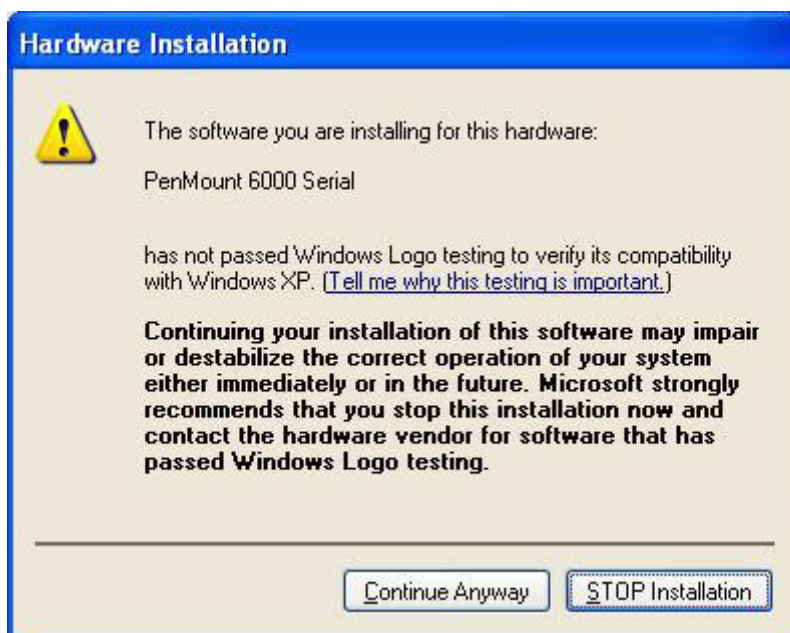 Hardware Installation
The software you are installing for this hardware:
PenMount 6000 Serial
has not passed Windows Logo testing to verify its compatibility
with Windows XP. (Tell me why this testing is important.)
Continuing your installation of this software may impair
or destabilize the correct operation of your system
either immediately or in the future. Microsoft strongly
recommends that you stop this installation now and
contact the hardware vendor for software that has
passed Windows Logo testing.
Continue Anyway
STOP Installation